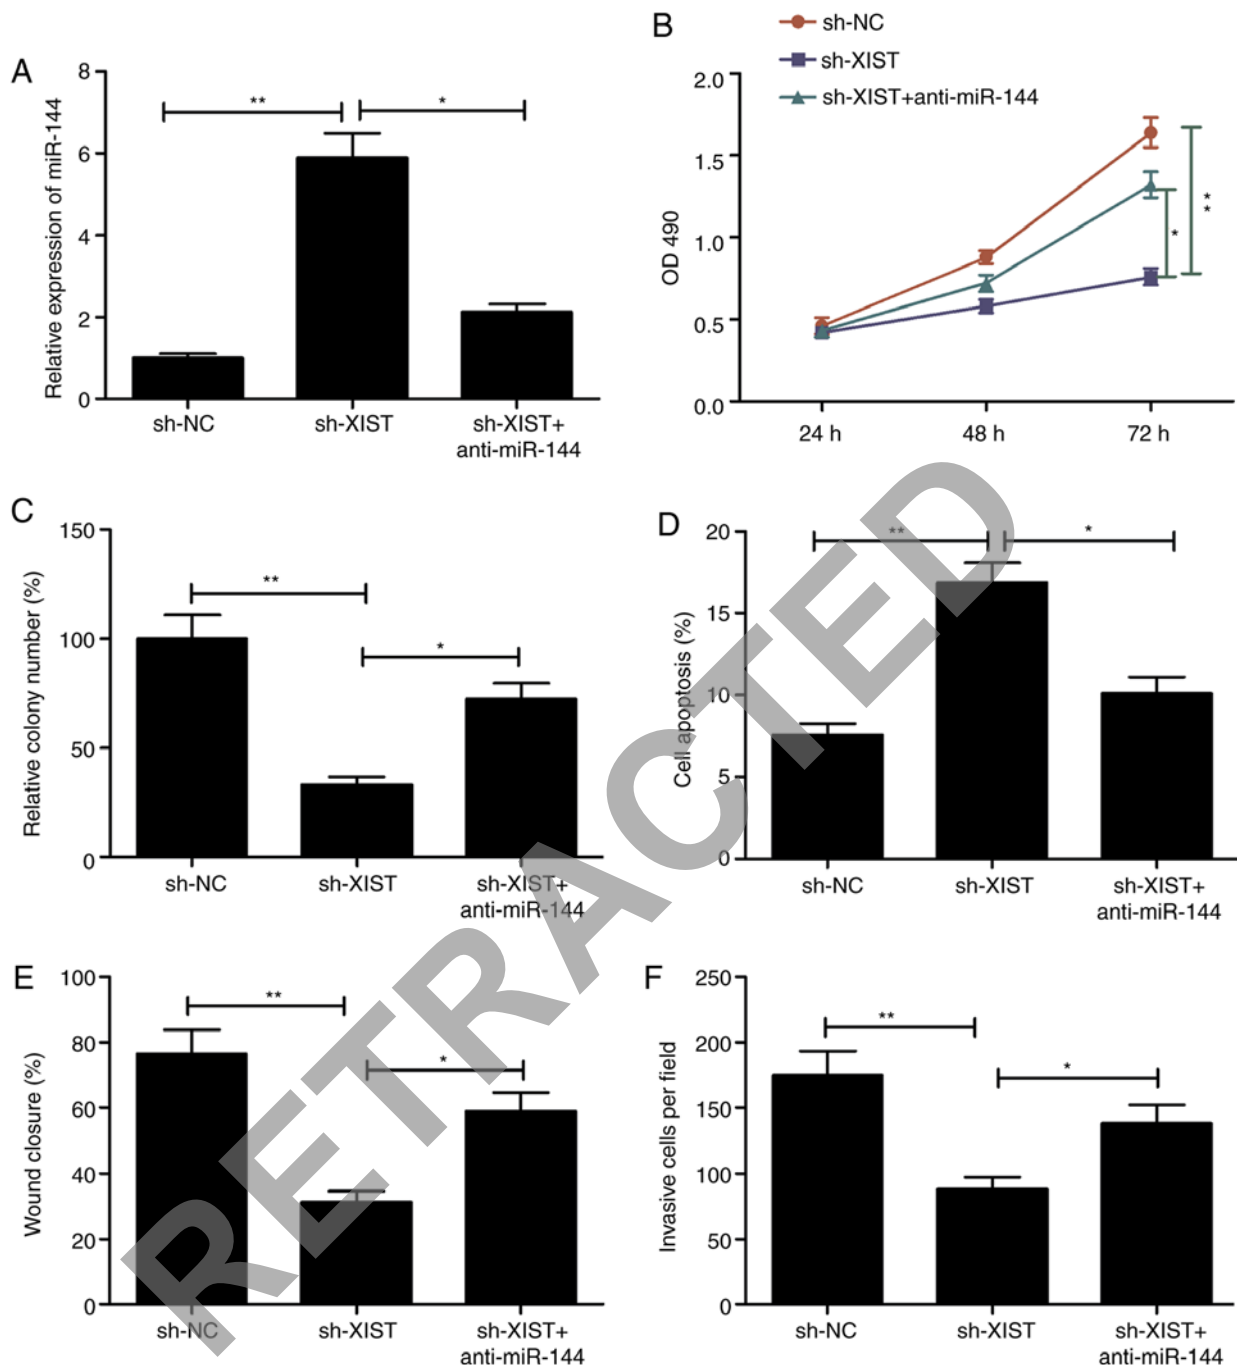 A
Relative expression of miR-144
8
6
4
2
0
**
*
sh-NC
sh-XIST
sh-XIST+
anti-miR-144
B
sh-NC
sh-XIST
sh-XIST+anti-miR-144
OD 490
2.0
1.5
1.0
0.5
0.0
*
**
24 h
48 h
72 h
C
Relative colony number (%)
150
100
50
0
**
*
sh-NC
sh-XIST
sh-XIST+
anti-miR-144
D
Cell apoptosis (%)
20
15
10
5
0
**
*
sh-NC
sh-XIST
sh-XIST+
anti-miR-144
E
Wound closure (%)
100
80
60
40
20
0
**
*
sh-NC
sh-XIST
sh-XIST+
anti-miR-144
F
Invasive cells per field
250
200
150
100
50
0
**
*
sh-NC
sh-XIST
sh-XIST+
anti-miR-144
RETRACTED